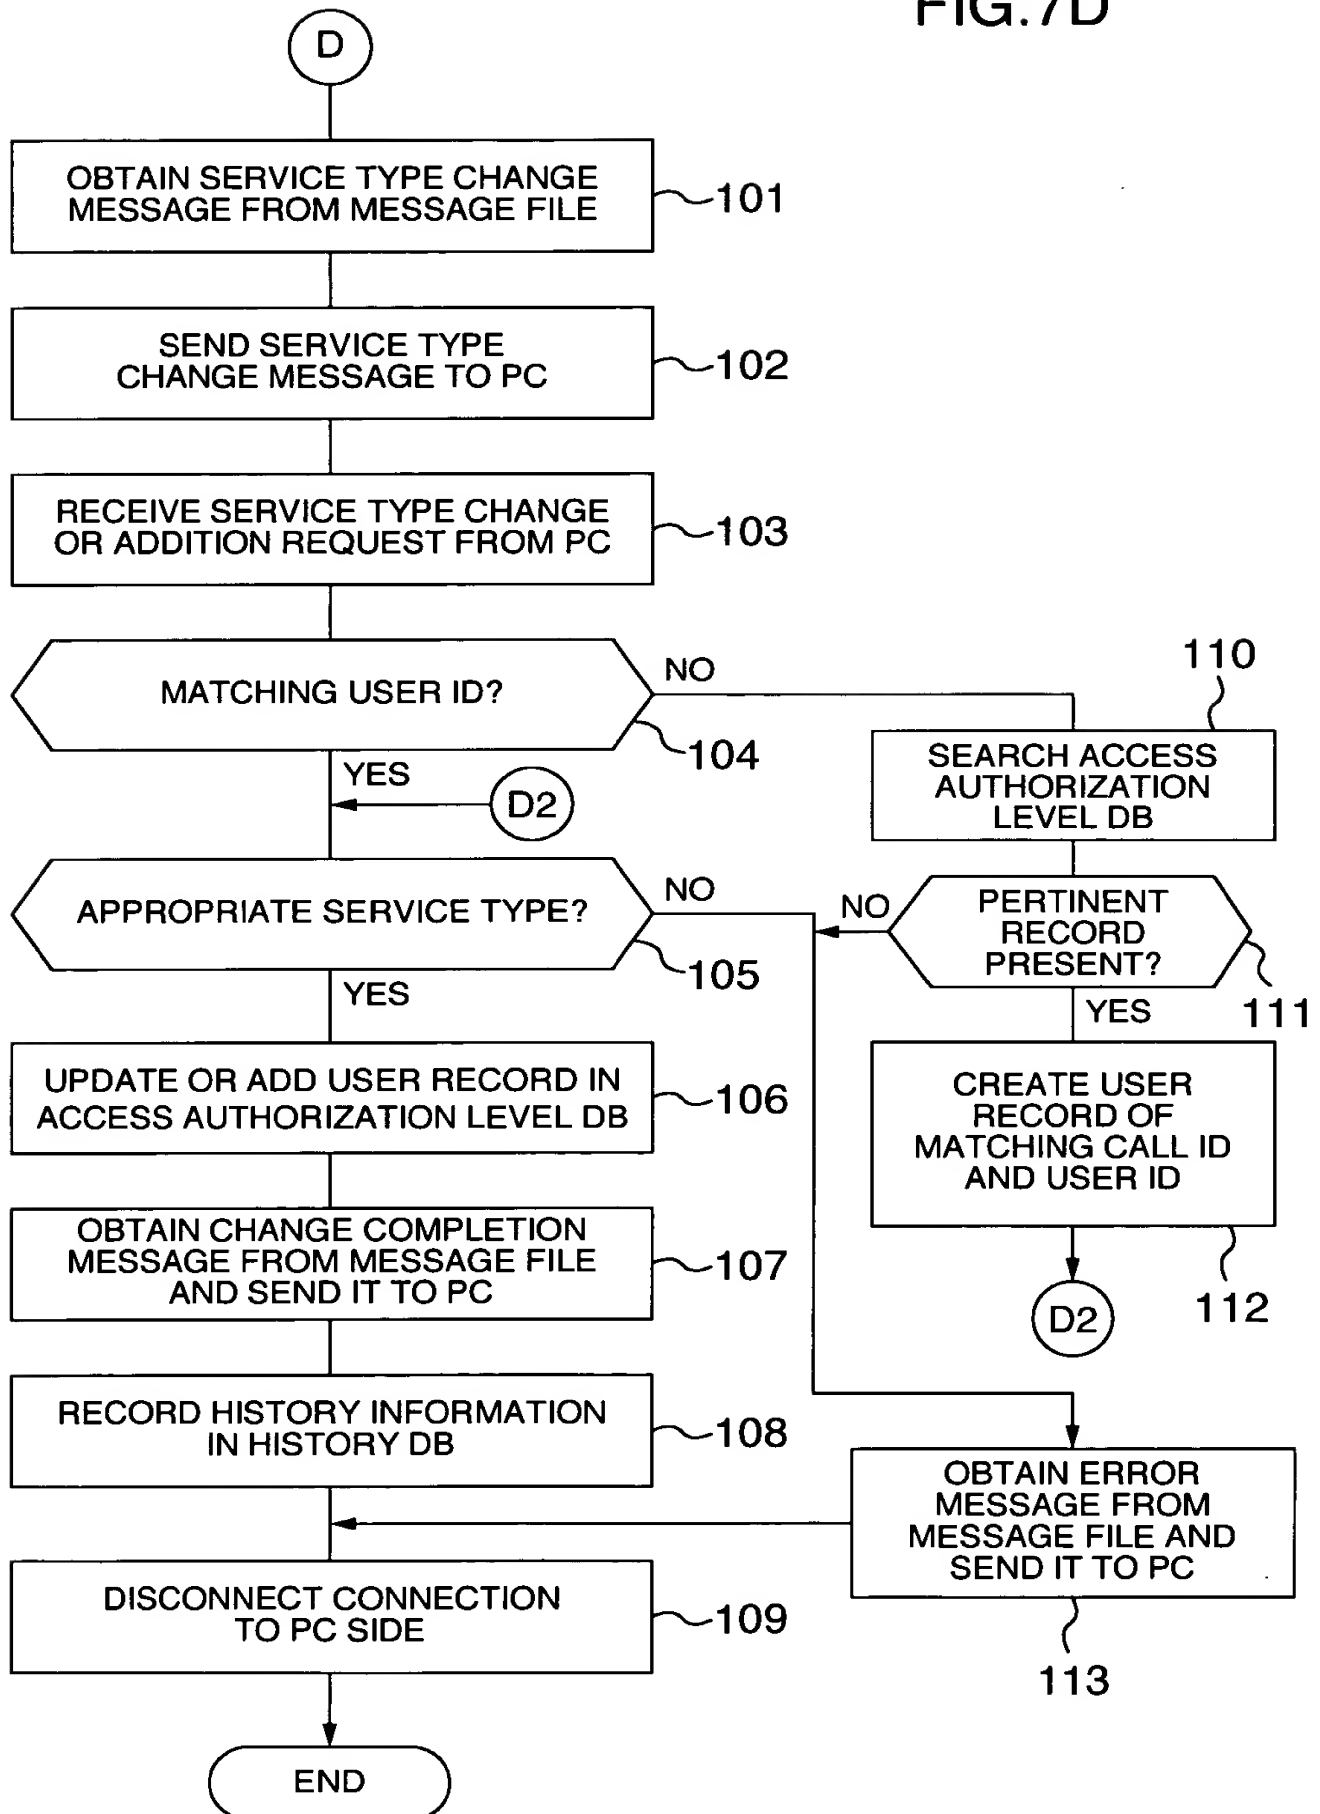 FIG.7D
D
OBTAIN SERVICE TYPE CHANGE
MESSAGE FROM MESSAGE FILE
101
SEND SERVICE TYPE
CHANGE MESSAGE TO PC
102
RECEIVE SERVICE TYPE CHANGE
OR ADDITION REQUEST FROM PC
103
MATCHING USER ID?
NO
104
YES
D2
APPROPRIATE SERVICE TYPE?
NO
105
YES
UPDATE OR ADD USER RECORD IN
ACCESS AUTHORIZATION LEVEL DB
106
OBTAIN CHANGE COMPLETION
MESSAGE FROM MESSAGE FILE
AND SEND IT TO PC
107
RECORD HISTORY INFORMATION
IN HISTORY DB
108
DISCONNECT CONNECTION
TO PC SIDE
109
END
110
SEARCH ACCESS
AUTHORIZATION
LEVEL DB
NO
PERTINENT
RECORD
PRESENT?
111
YES
CREATE USER
RECORD OF
MATCHING CALL ID
AND USER ID
112
D2
OBTAIN ERROR
MESSAGE FROM
MESSAGE FILE AND
SEND IT TO PC
113